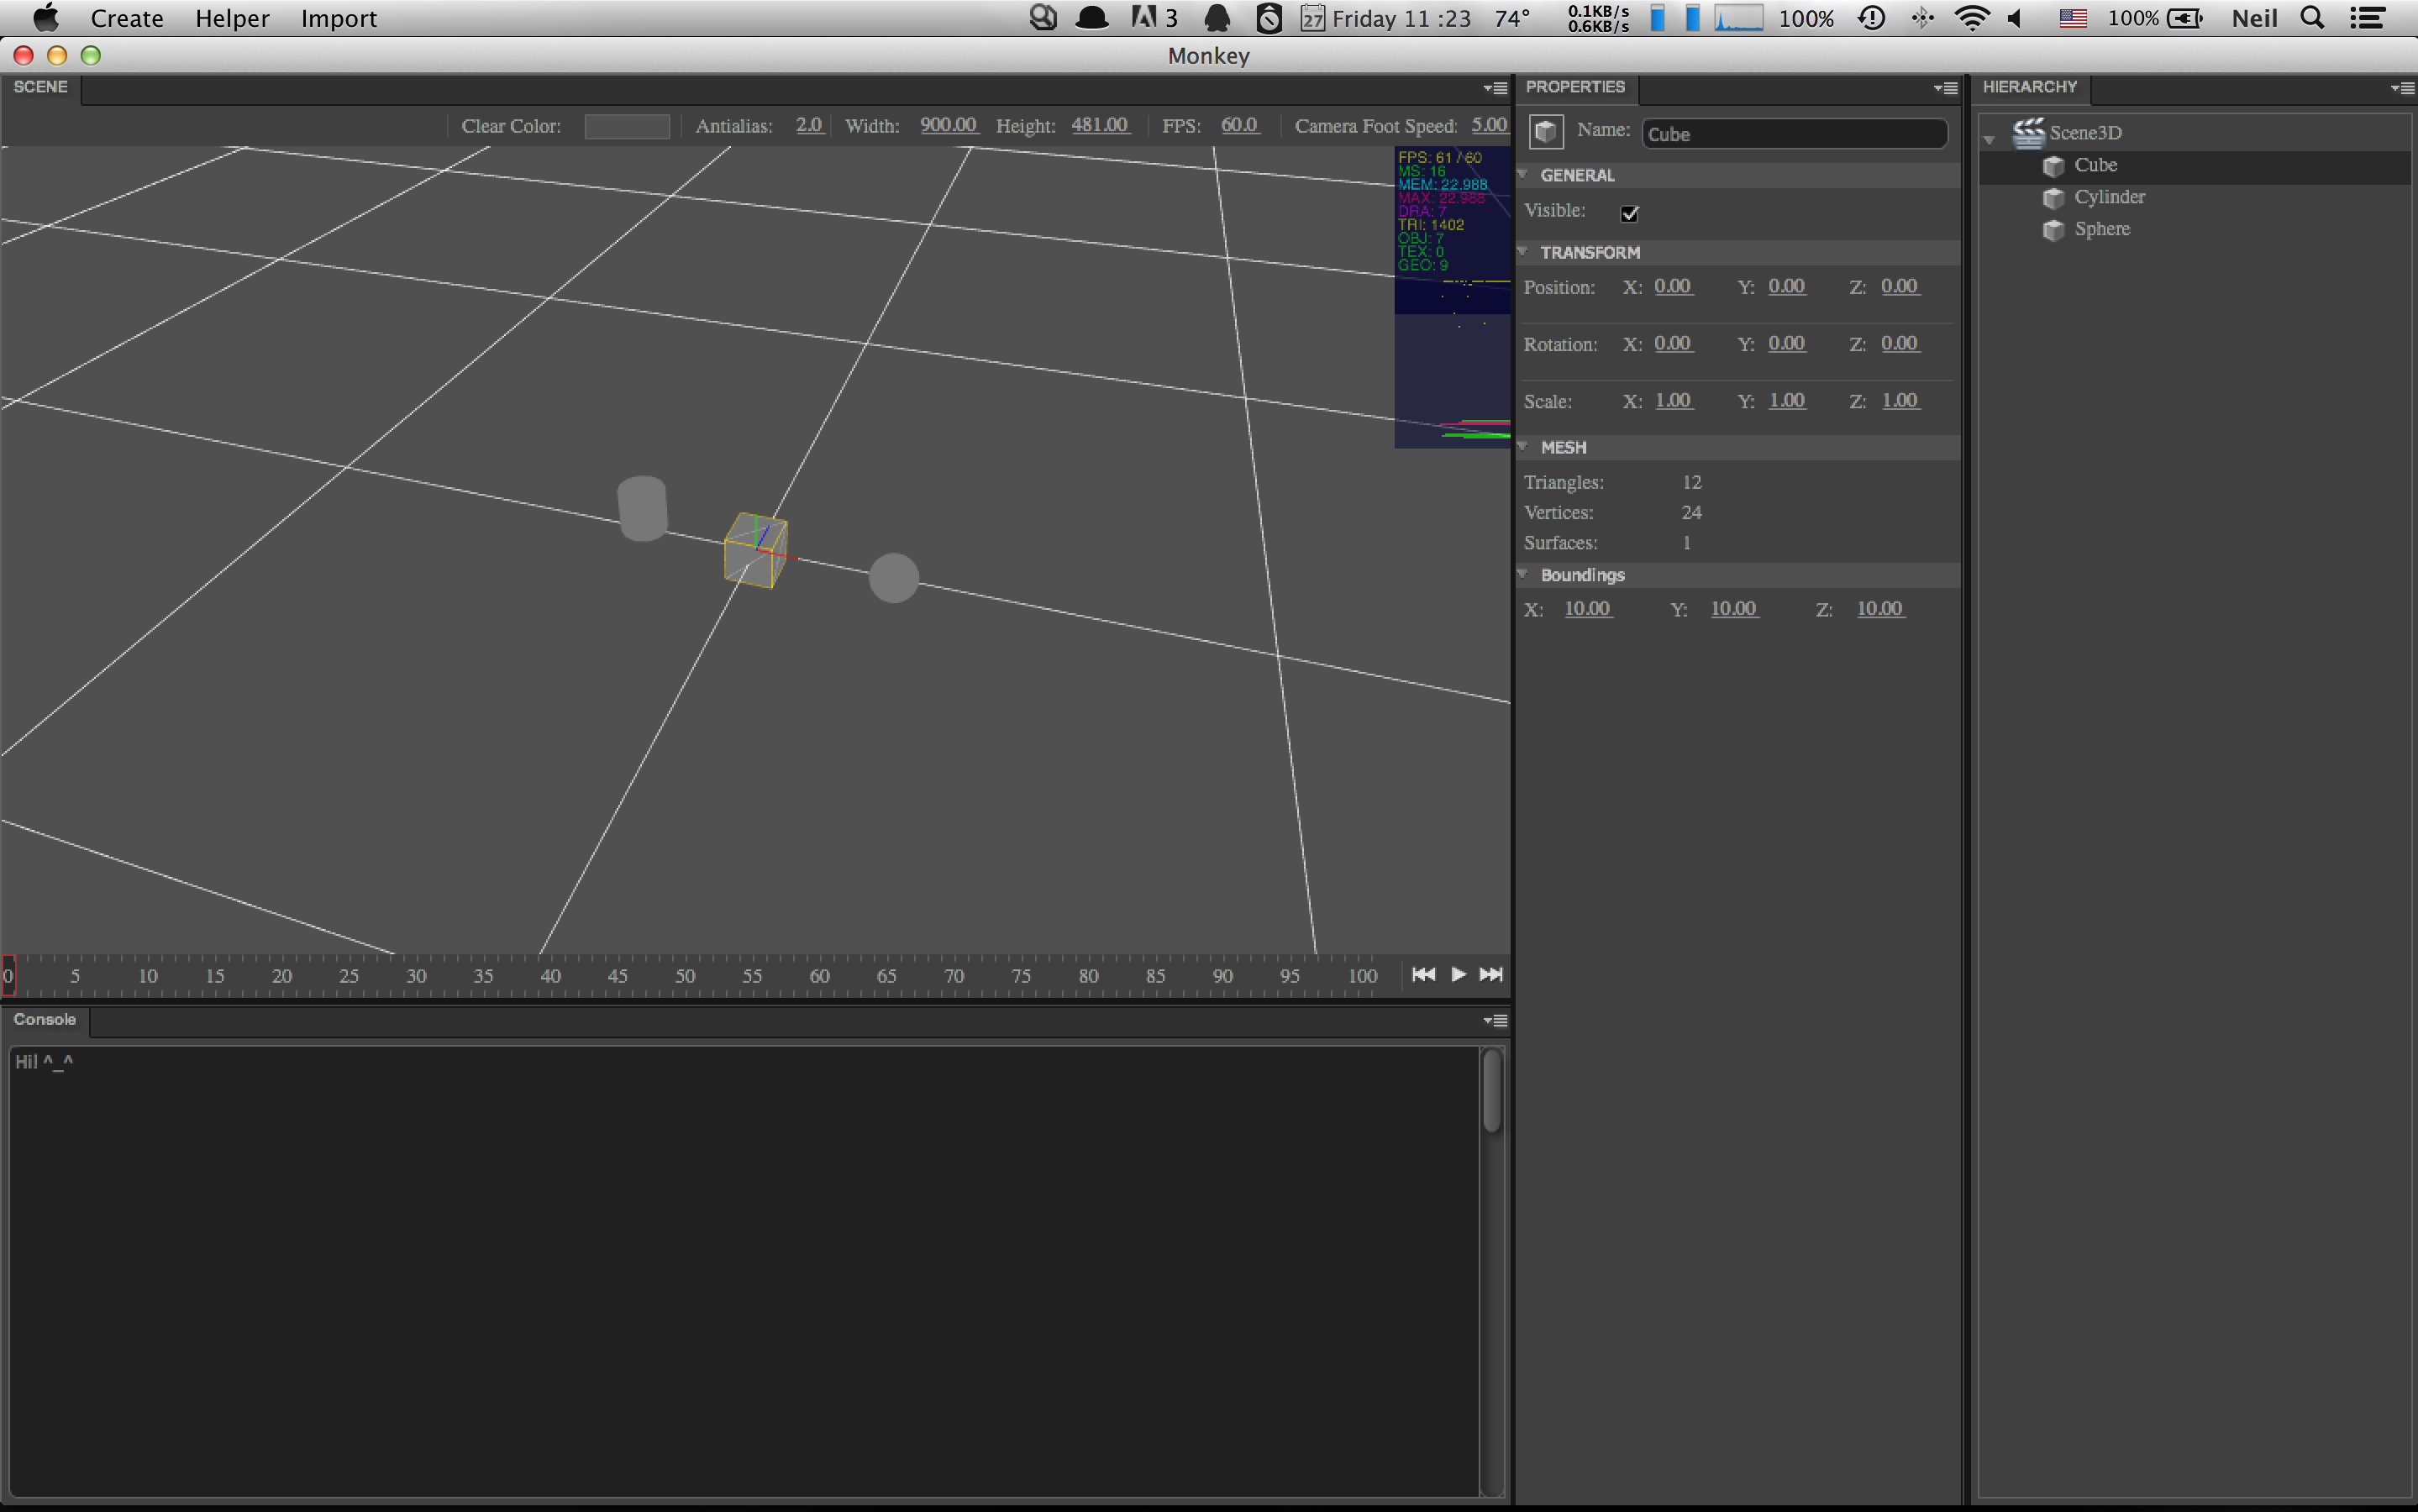 Create Helper Import 3 27 Friday 11 :23 74° 0.1KB/s 0.6KB/s 100% 100% Neil
Monkey
SCENE
Clear Color: Antialias: 2.0 Width: 900.00 Height: 481.00 FPS: 60.0 Camera Foot Speed: 5.00
FPS: 61 / 60
MS: 16
MEM: 22.988
MAX: 22.988
DRA: 7
TRI: 1402
OBJ: 7
TEX: 0
GEO: 9
0 5 10 15 20 25 30 35 40 45 50 55 60 65 70 75 80 85 90 95 100
Console
Hi! ^_^
PROPERTIES
Name: Cube
GENERAL
Visible:
TRANSFORM
Position: X: 0.00 Y: 0.00 Z: 0.00
Rotation: X: 0.00 Y: 0.00 Z: 0.00
Scale: X: 1.00 Y: 1.00 Z: 1.00
MESH
Triangles: 12
Vertices: 24
Surfaces: 1
Boundings
X: 10.00 Y: 10.00 Z: 10.00
HIERARCHY
Scene3D
Cube
Cylinder
Sphere